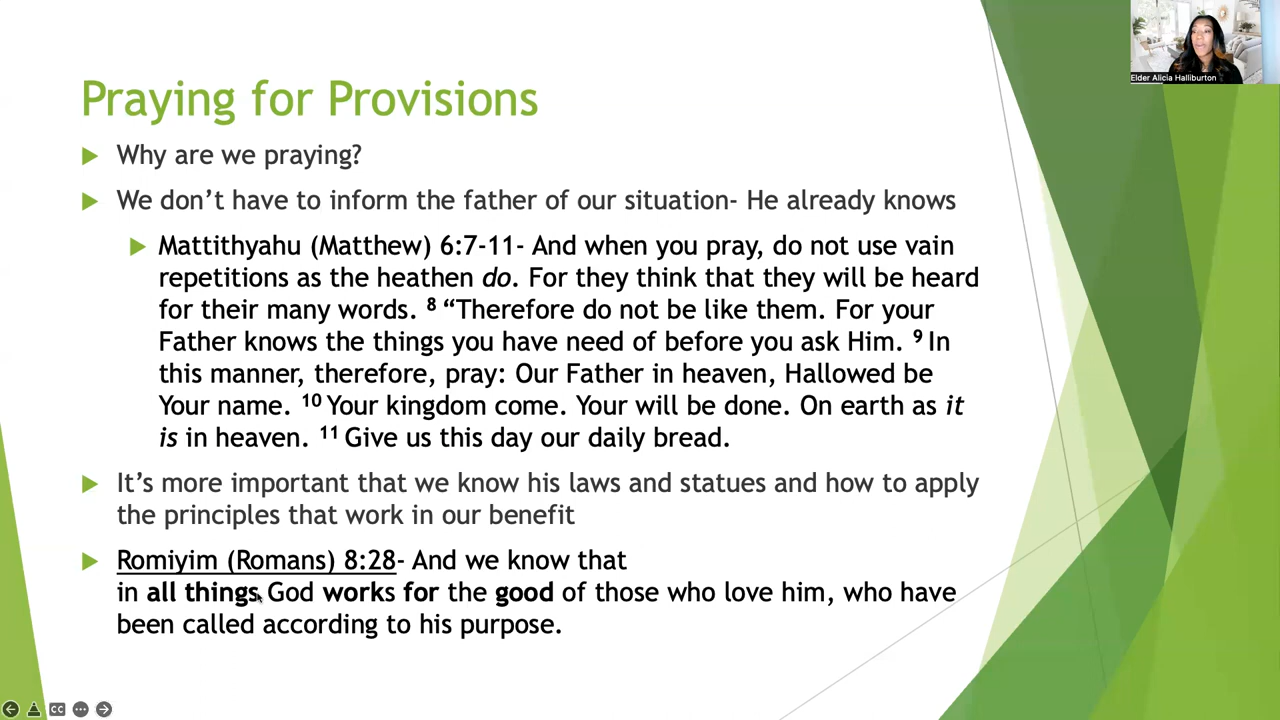 Elder Alicia Halliburton
Praying for Provisions
Why are we praying?
We don't have to inform the father of our situation- He already knows
Mattithyahu (Matthew) 6:7-11- And when you pray, do not use vain
repetitions as the heathen do. For they think that they will be heard
for their many words. 8 “Therefore do not be like them. For your
Father knows the things you have need of before you ask Him. 9 In
this manner, therefore, pray: Our Father in heaven, Hallowed be
Your name. 10 Your kingdom come. Your will be done. On earth as it
is in heaven. 11 Give us this day our daily bread.
It's more important that we know his laws and statues and how to apply
the principles that work in our benefit
Romiyim (Romans) 8:28- And we know that
in all things God works for the good of those who love him, who have
been called according to his purpose.
CC